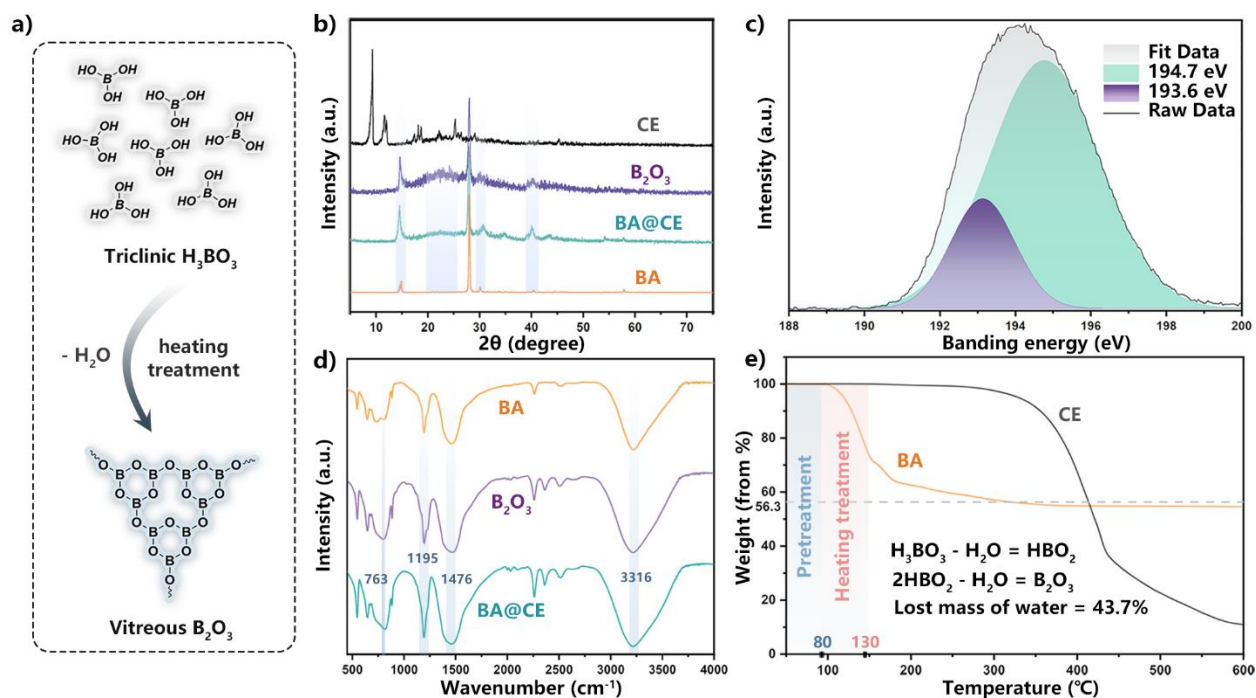 a)
HO OH
B
OH
HO OH
B
OH
HO OH
B
OH
HO OH
B
OH
HO OH
B
OH
HO OH
B
OH
HO OH
B
OH
Triclinic H₃BO₃
- H₂O
heating
treatment
Vitreous B₂O₃
b)
Intensity (a.u.)
CE
B₂O₃
BA@CE
BA
5 10 20 30 40 50 60 70
2θ (degree)
c)
Intensity (a.u.)
Fit Data
194.7 eV
193.6 eV
Raw Data
188 190 192 194 196 198 200
Banding energy (eV)
d)
Intensity (a.u.)
BA
B₂O₃
1195
763 1476 3316
BA@CE
500 1000 1500 2000 2500 3000 3500 4000
Wavenumber (cm⁻¹)
e)
Weight (from %)
100
80
60
56.3
40
20
0
Pretreatment
Heating treatment
CE
BA
H₃BO₃ - H₂O = HBO₂
2HBO₂ - H₂O = B₂O₃
Lost mass of water = 43.7%
80 130
200 300 400 500 600
Temperature (℃)